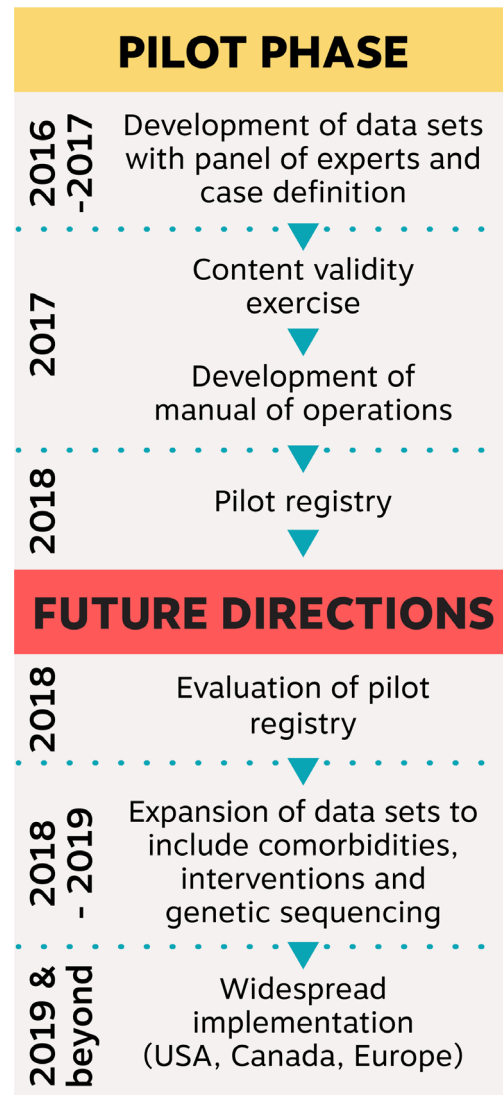 PILOT PHASE
2016
-2017
Development of data sets
with panel of experts and
case definition
2017
Content validity
exercise
Development of
manual of operations
2018
Pilot registry
FUTURE DIRECTIONS
2018
Evaluation of pilot
registry
2018
- 2019
Expansion of data sets to
include comorbidities,
interventions and
genetic sequencing
2019 &
beyond
Widespread
implementation
(USA, Canada, Europe)